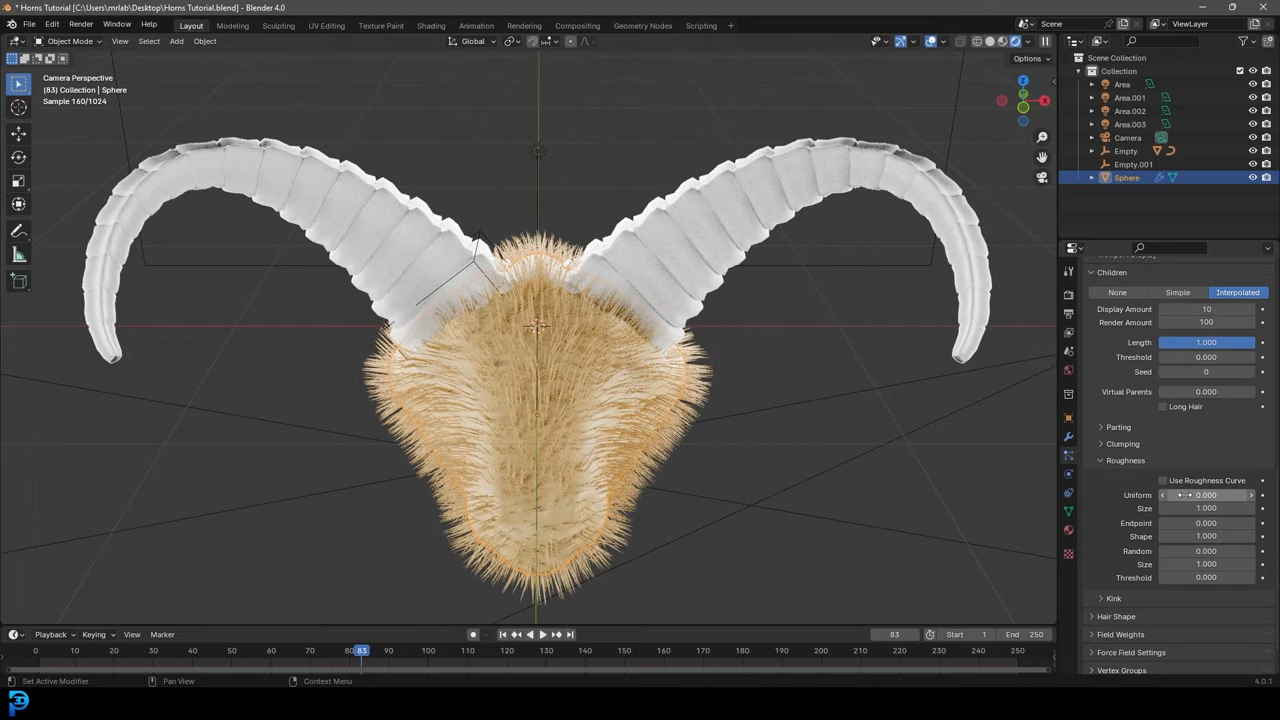 * Horns Tutorial [C:\Users\mrlab\Desktop\Horns Tutorial.blend] - Blender 4.0
File Edit Render Window Help Layout Modeling Sculpting UV Editing Texture Paint Shading Animation Rendering Compositing Geometry Nodes Scripting + Scene ViewLayer
Object Mode View Select Add Object Global
Options
Camera Perspective
(83) Collection | Sphere
Sample 160/1024
Z
X
Scene Collection
Collection
Area
Area.001
Area.002
Area.003
Camera
Empty
Empty.001
Sphere
Children
None Simple Interpolated
Display Amount 10
Render Amount 100
Length 1.000
Threshold 0.000
Seed 0
Virtual Parents 0.000
Long Hair
Parting
Clumping
Roughness
Use Roughness Curve
Uniform 0.000
Size 1.000
Endpoint 0.000
Shape 1.000
Random 0.000
Size 1.000
Threshold 0.000
Kink
Hair Shape
Field Weights
Force Field Settings
Vertex Groups
Playback Keying View Marker 83 Start 1 End 250
0 10 20 30 40 50 60 70 83 90 100 110 120 130 140 150 160 170 180 190 200 210 220 230 240 250
Set Active Modifier Pan View Context Menu 4.0.1